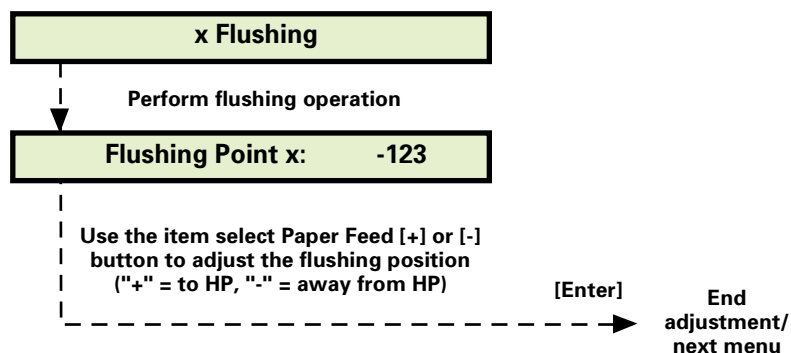 x Flushing
Perform flushing operation
Flushing Point x: -123
Use the item select Paper Feed [+] or [-]
button to adjust the flushing position
("+" = to HP, "-" = away from HP)
[Enter]
End
adjustment/
next menu